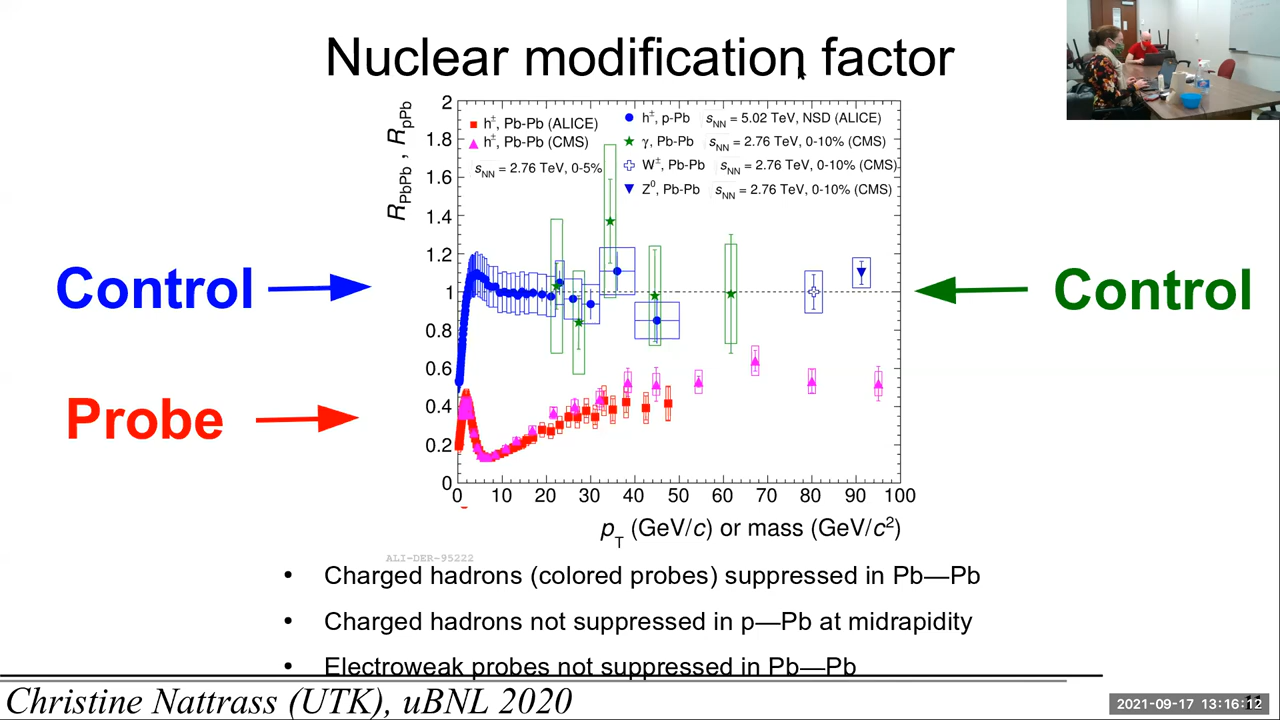 Nuclear modification factor
R_PbPb , R_pPb
h±, Pb-Pb (ALICE)
h±, Pb-Pb (CMS)
s_NN = 2.76 TeV, 0-5%
h±, p-Pb s_NN = 5.02 TeV, NSD (ALICE)
γ, Pb-Pb s_NN = 2.76 TeV, 0-10% (CMS)
W±, Pb-Pb s_NN = 2.76 TeV, 0-10% (CMS)
Z⁰, Pb-Pb s_NN = 2.76 TeV, 0-10% (CMS)
2
1.8
1.6
1.4
1.2
1
0.8
0.6
0.4
0.2
0
Control
Control
Probe
0 10 20 30 40 50 60 70 80 90 100
p_T (GeV/c) or mass (GeV/c²)
ALI-DER-95222
• Charged hadrons (colored probes) suppressed in Pb—Pb
• Charged hadrons not suppressed in p—Pb at midrapidity
• Electroweak probes not suppressed in Pb—Pb
Christine Nattrass (UTK), uBNL 2020
2021-09-17 13:16:12